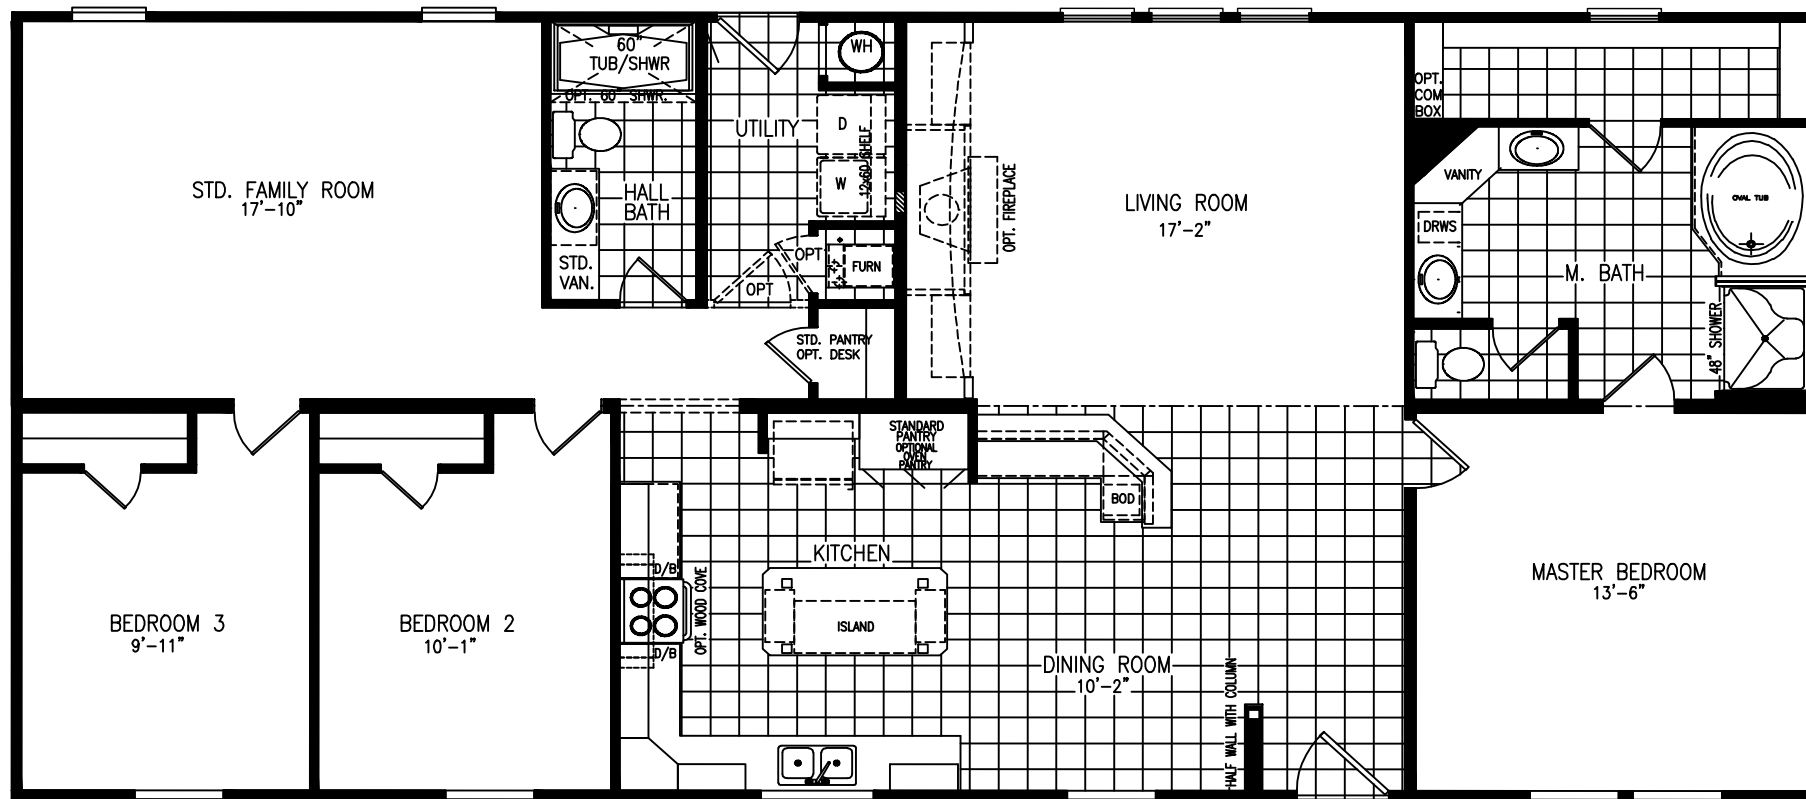 STD. FAMILY ROOM
17'-10"
60"
TUB/SHWR
OPT. 60" SHWR.
HALL
BATH
STD.
VAN.
UTILITY
WH
D
W
12x60 SHELF
OPT
OPT
FURN
STD. PANTRY
OPT. DESK
OPT. FIREPLACE
LIVING ROOM
17'-2"
OPT.
COM
BOX
VANITY
DRWS
OVAL TUB
M. BATH
48" SHOWER
BEDROOM 3
9'-11"
BEDROOM 2
10'-1"
STANDARD
PANTRY
OPTIONAL
OVEN
PANTRY
BOD
KITCHEN
D/B
D/B
OPT. WOOD COVE
ISLAND
DINING ROOM
10'-2"
HALF WALL WITH COLUMN
MASTER BEDROOM
13'-6"